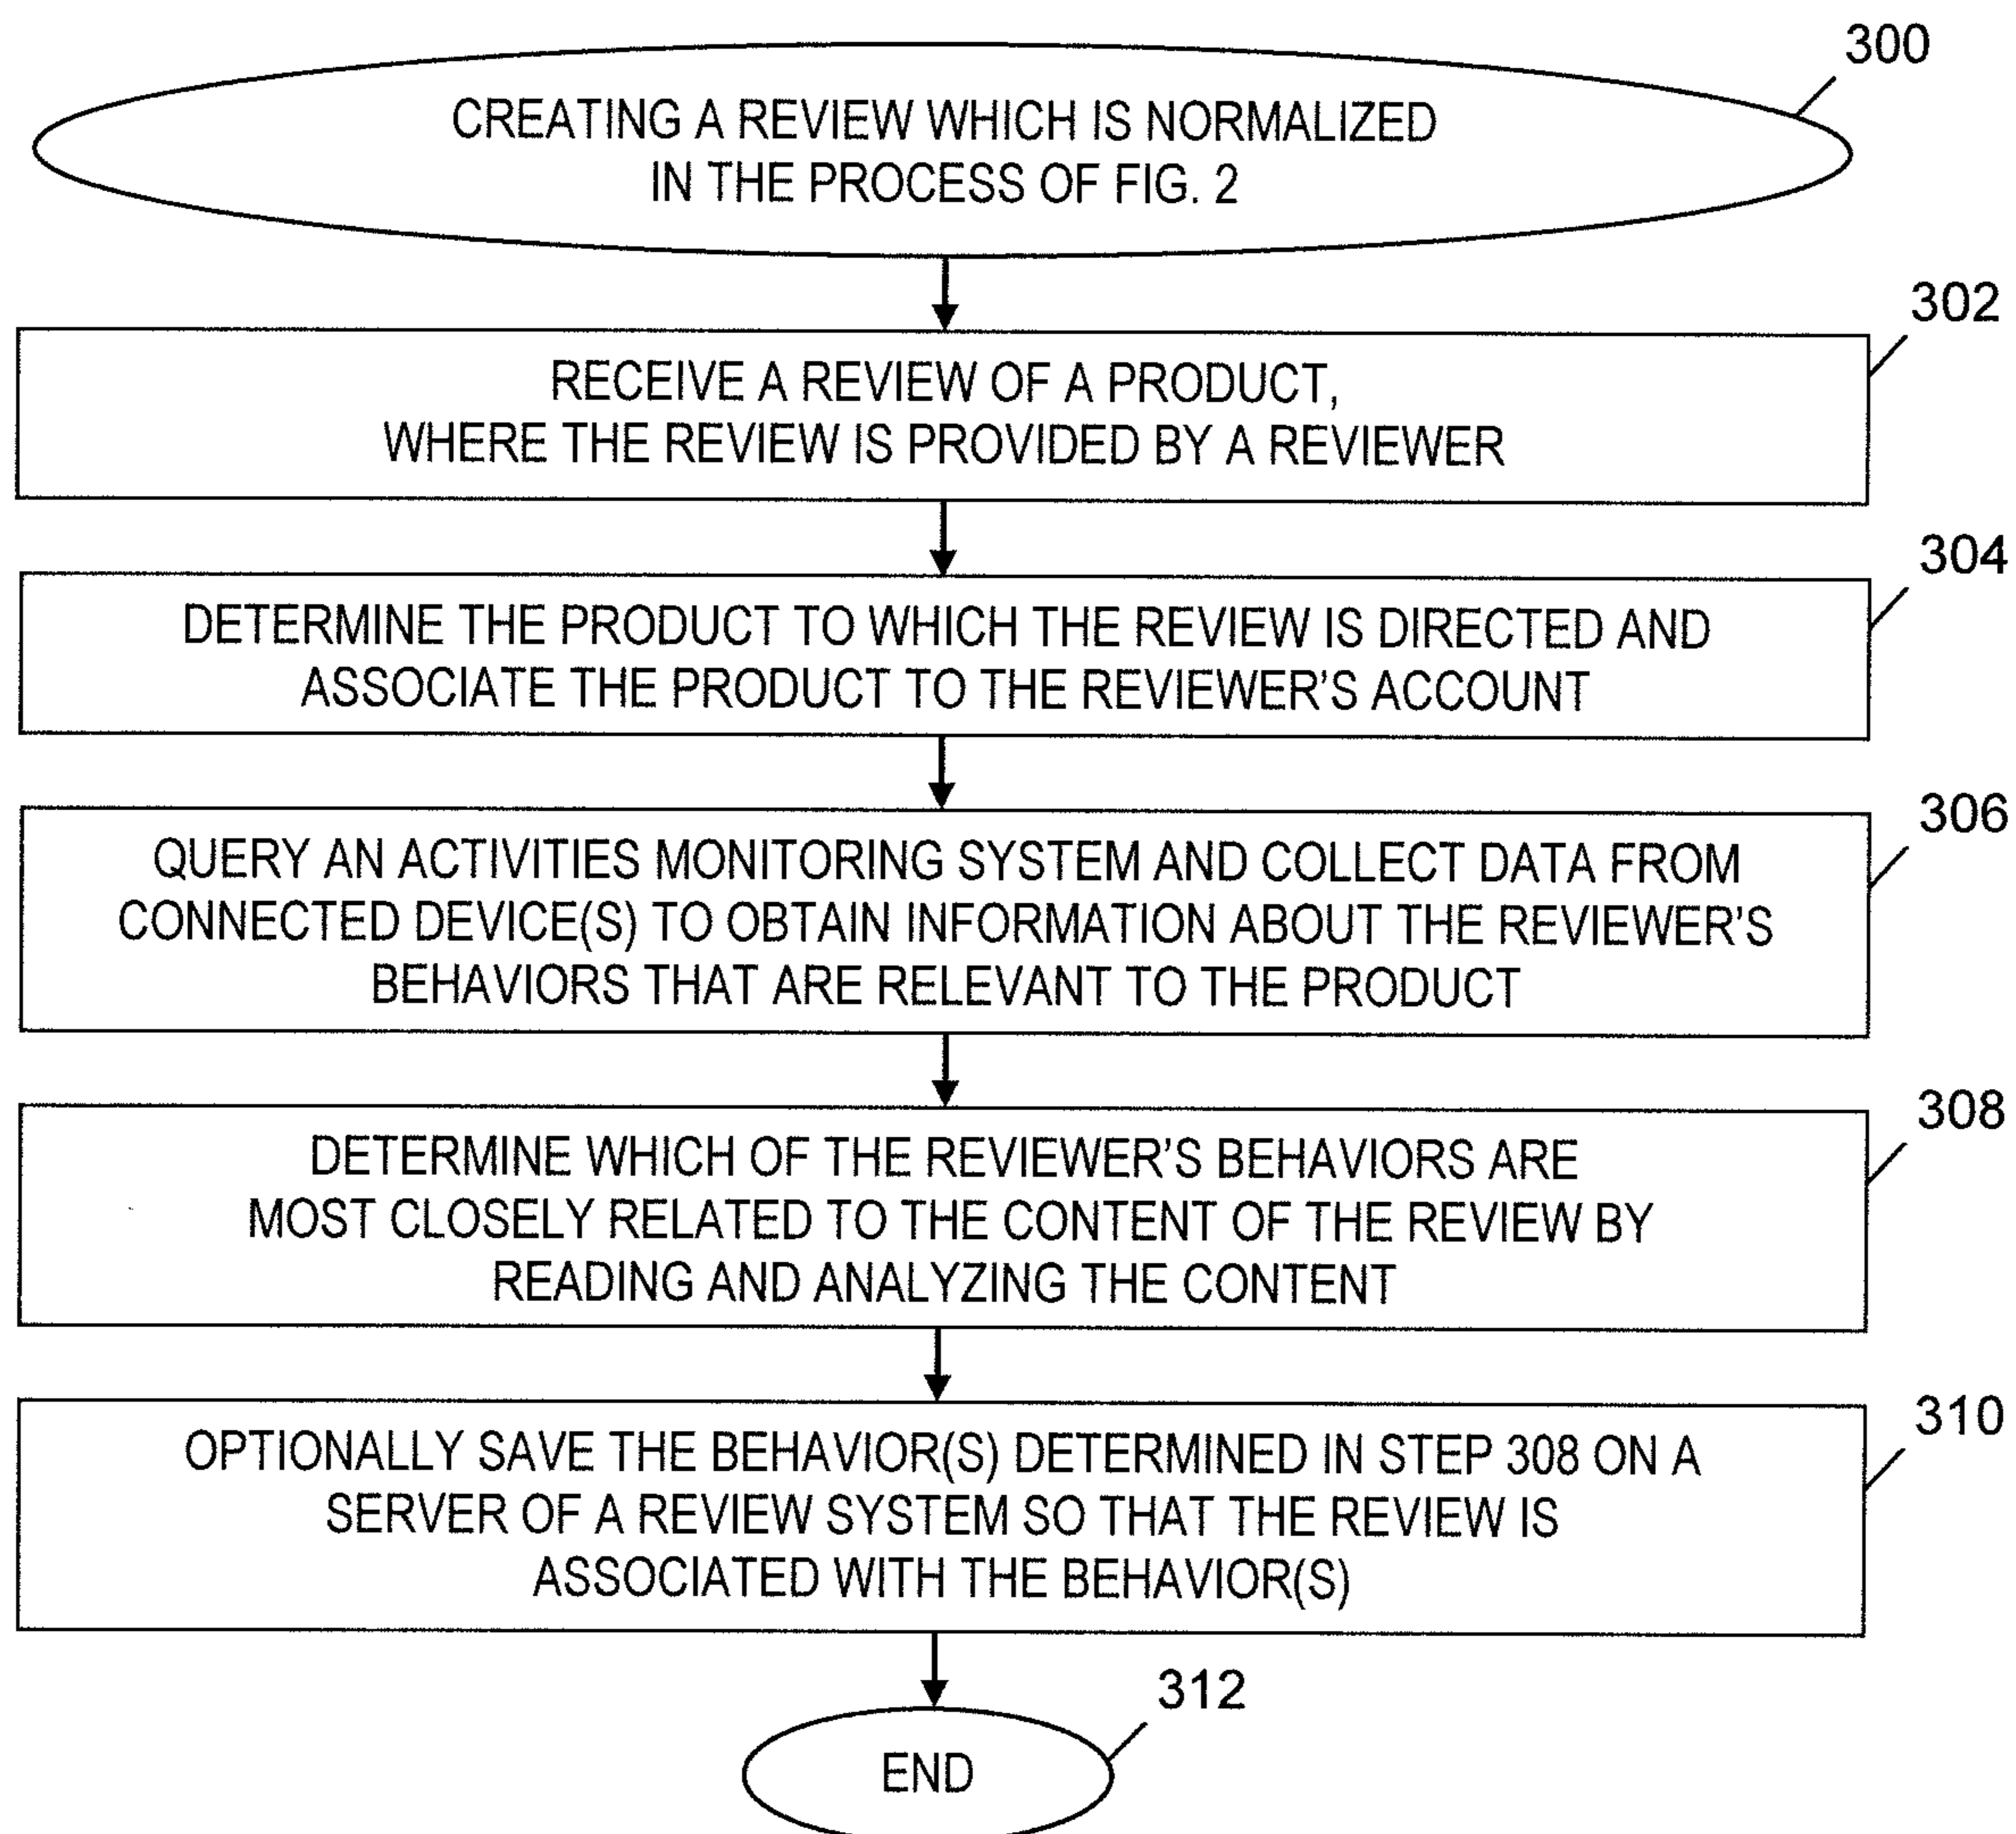 300
CREATING A REVIEW WHICH IS NORMALIZED
IN THE PROCESS OF FIG. 2
302
RECEIVE A REVIEW OF A PRODUCT,
WHERE THE REVIEW IS PROVIDED BY A REVIEWER
304
DETERMINE THE PRODUCT TO WHICH THE REVIEW IS DIRECTED AND
ASSOCIATE THE PRODUCT TO THE REVIEWER'S ACCOUNT
306
QUERY AN ACTIVITIES MONITORING SYSTEM AND COLLECT DATA FROM
CONNECTED DEVICE(S) TO OBTAIN INFORMATION ABOUT THE REVIEWER'S
BEHAVIORS THAT ARE RELEVANT TO THE PRODUCT
308
DETERMINE WHICH OF THE REVIEWER'S BEHAVIORS ARE
MOST CLOSELY RELATED TO THE CONTENT OF THE REVIEW BY
READING AND ANALYZING THE CONTENT
310
OPTIONALLY SAVE THE BEHAVIOR(S) DETERMINED IN STEP 308 ON A
SERVER OF A REVIEW SYSTEM SO THAT THE REVIEW IS
ASSOCIATED WITH THE BEHAVIOR(S)
312
END